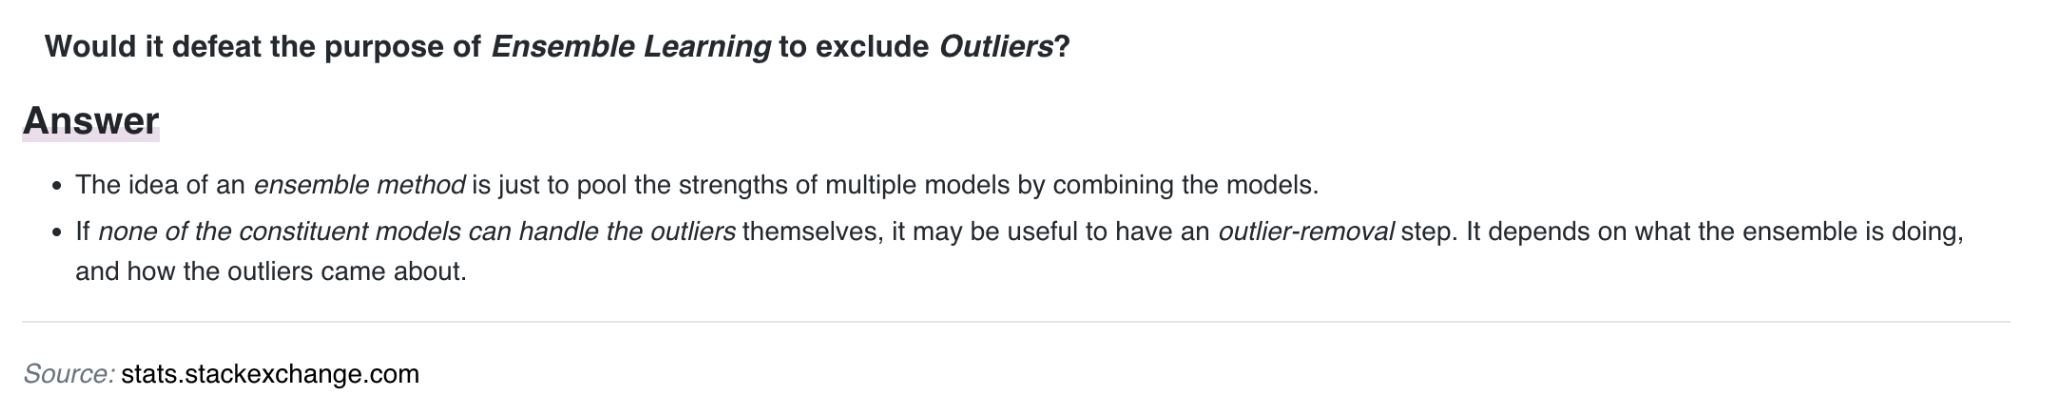 Would it defeat the purpose of Ensemble Learning to exclude Outliers?
Answer
• The idea of an ensemble method is just to pool the strengths of multiple models by combining the models.
• If none of the constituent models can handle the outliers themselves, it may be useful to have an outlier-removal step. It depends on what the ensemble is doing,
and how the outliers came about.
Source: stats.stackexchange.com